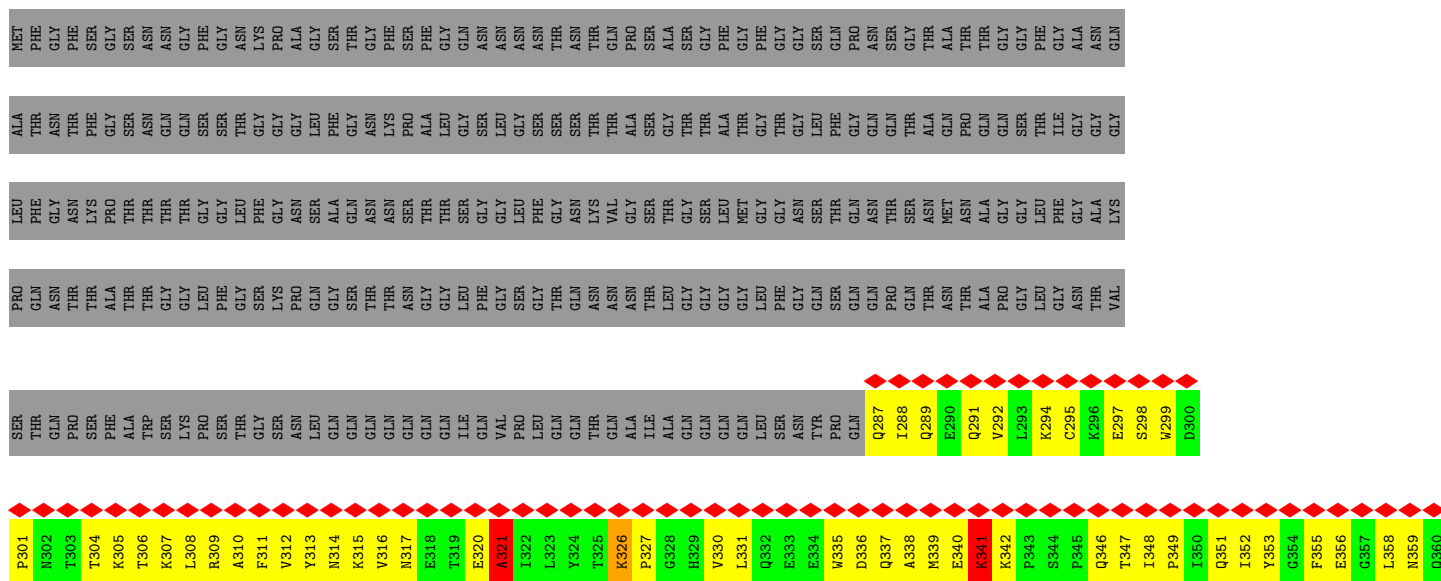 MET PHE GLY PHE SER GLY SER ASN ASN GLY PHE GLY ASN LYS PRO ALA GLY SER THR GLY PHE SER PHE GLY GLN ASN ASN ASN ASN THR ASN THR GLN PRO SER ALA SER GLY PHE GLY PHE GLY GLY SER GLN PRO ASN SER GLY THR ALA THR THR GLY GLY PHE GLY ALA ASN GLN
ALA THR ASN THR PHE GLY SER ASN GLN GLN SER SER THR GLY GLY GLY LEU PHE GLY ASN LYS PRO ALA LEU GLY SER LEU GLY SER SER SER THR THR ALA SER GLY THR THR ALA THR GLY THR GLY LEU PHE GLY GLN GLN THR ALA GLN PRO GLN GLN SER THR ILE GLY GLY GLY
LEU PHE GLY ASN LYS PRO THR THR THR THR GLY GLY LEU PHE GLY ASN SER ALA GLN ASN ASN SER THR THR SER GLY GLY LEU PHE GLY ASN LYS VAL GLY SER THR GLY SER LEU MET GLY GLY ASN SER THR GLN ASN THR SER ASN MET ASN ALA GLY GLY LEU PHE GLY ALA LYS
PRO GLN ASN THR THR ALA THR THR GLY GLY LEU PHE GLY SER LYS PRO GLN GLY SER THR THR ASN GLY GLY LEU PHE GLY SER GLY THR GLN ASN ASN ASN THR LEU GLY GLY GLY GLY LEU PHE GLY GLN SER GLN GLN PRO GLN THR ASN THR ALA PRO GLY LEU GLY ASN THR VAL
SER THR GLN PRO SER PHE ALA TRP SER LYS PRO SER THR GLY SER ASN LEU GLN GLN GLN GLN GLN GLN ILE GLN VAL PRO LEU GLN GLN THR GLN ALA ILE ALA GLN GLN GLN GLN LEU SER ASN TYR PRO GLN Q287 I288 Q289 E290 Q291 V292 L293 K294 C295 K296 E297 S298 W299 D300
P301 N302 T303 T304 K305 T306 K307 L308 R309 A310 F311 V312 Y313 N314 K315 V316 N317 E318 T319 E320 A321 I322 L323 Y324 T325 K326 P327 G328 H329 V330 L331 Q332 E333 E334 W335 D336 Q337 A338 M339 E340 K341 K342 P343 S344 P345 Q346 T347 I348 P349 I350 Q351 I352 Y353 G354 F355 E356 G357 L358 N359 Q360